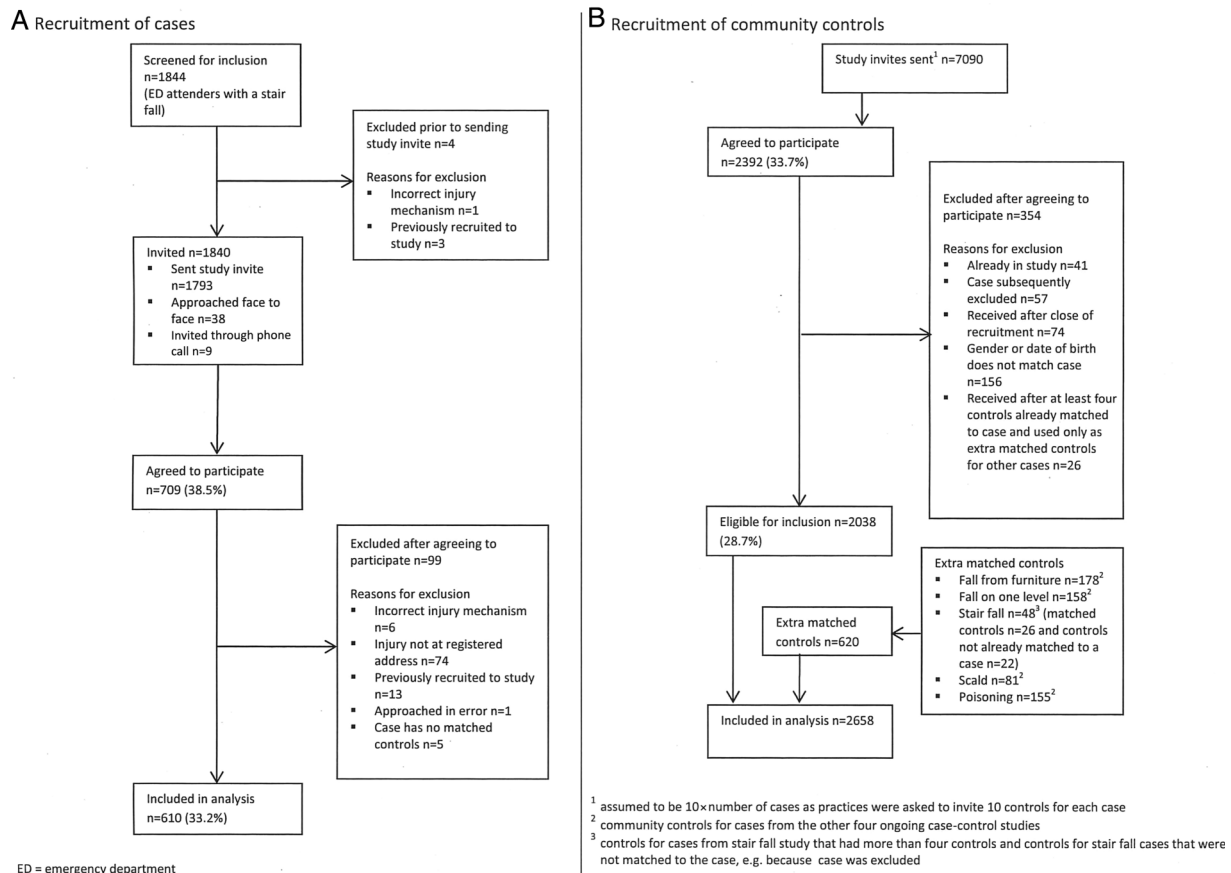 A Recruitment of cases
Screened for inclusion
n=1844
(ED attenders with a stair
fall)
Excluded prior to sending
study invite n=4
Reasons for exclusion
▪ Incorrect injury
mechanism n=1
▪ Previously recruited to
study n=3
Invited n=1840
▪ Sent study invite
n=1793
▪ Approached face to
face n=38
▪ Invited through phone
call n=9
Agreed to participate
n=709 (38.5%)
Excluded after agreeing to
participate n=99
Reasons for exclusion
▪ Incorrect injury mechanism
n=6
▪ Injury not at registered
address n=74
▪ Previously recruited to study
n=13
▪ Approached in error n=1
▪ Case has no matched
controls n=5
Included in analysis
n=610 (33.2%)
ED = emergency department
B Recruitment of community controls
Study invites sent¹ n=7090
Agreed to participate
n=2392 (33.7%)
Excluded after agreeing to
participate n=354
Reasons for exclusion
▪ Already in study n=41
▪ Case subsequently
excluded n=57
▪ Received after close of
recruitment n=74
▪ Gender or date of birth
does not match case
n=156
▪ Received after at least four
controls already matched
to case and used only as
extra matched controls
for other cases n=26
Eligible for inclusion n=2038
(28.7%)
Extra matched controls
▪ Fall from furniture n=178²
▪ Fall on one level n=158²
▪ Stair fall n=48³ (matched
controls n=26 and controls
not already matched to a
case n=22)
▪ Scald n=81²
▪ Poisoning n=155²
Extra matched
controls n=620
Included in analysis n=2658
¹ assumed to be 10×number of cases as practices were asked to invite 10 controls for each case
² community controls for cases from the other four ongoing case-control studies
³ controls for cases from stair fall study that had more than four controls and controls for stair fall cases that were
not matched to the case, e.g. because case was excluded